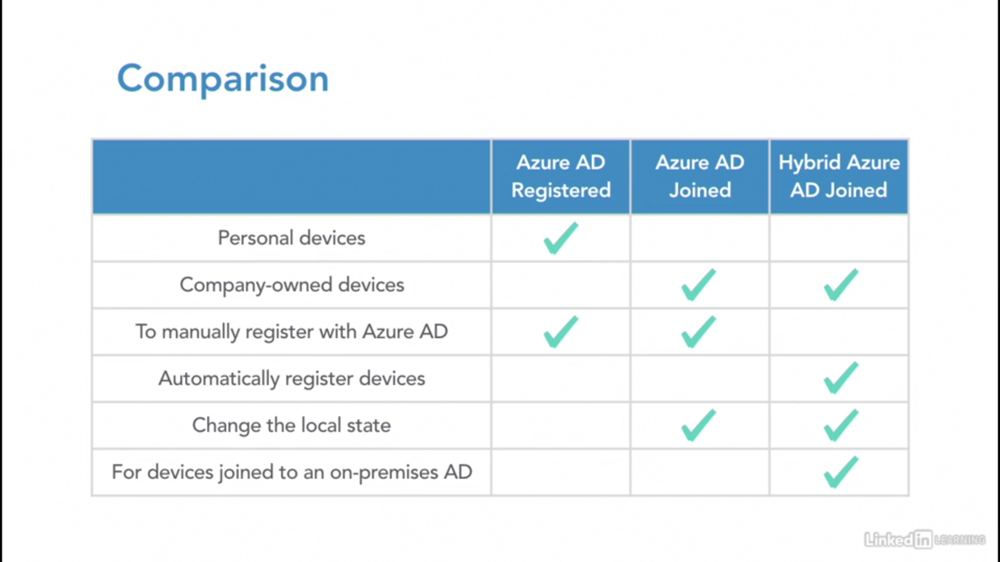 Comparison
Azure AD Registered
Azure AD Joined
Hybrid Azure AD Joined
Personal devices
Company-owned devices
To manually register with Azure AD
Automatically register devices
Change the local state
For devices joined to an on-premises AD
Linked in LEARNING